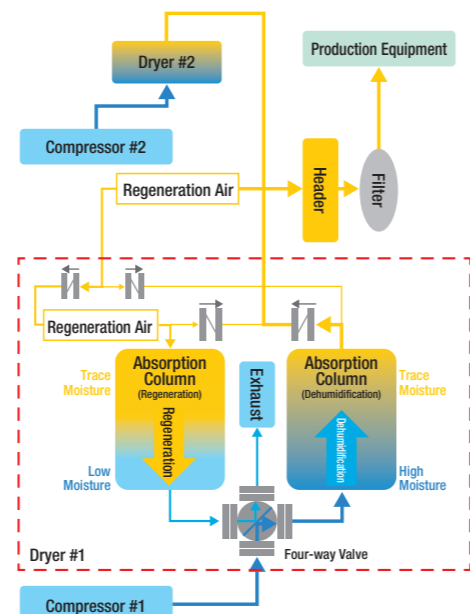 Dryer #2
Production Equipment
Compressor #2
Regeneration Air
Header
Filter
Regeneration Air
Trace
Moisture
Absorption
Column
(Regeneration)
Regeneration
Exhaust
Absorption
Column
(Dehumidification)
Dehumidification
Trace
Moisture
Low
Moisture
High
Moisture
Dryer #1
Four-way Valve
Compressor #1